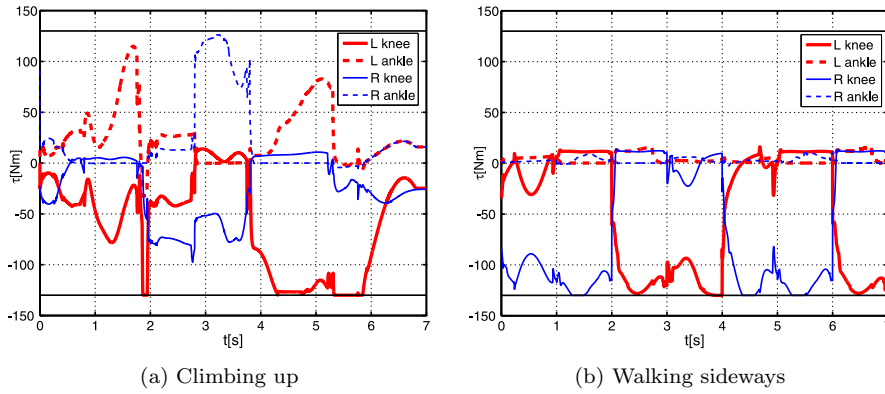 150
100
50
0
-50
-100
-150
τ[Nm]
0 1 2 3 4 5 6 7
t[s]
L knee
L ankle
R knee
R ankle
(a) Climbing up
150
100
50
0
-50
-100
-150
τ[Nm]
0 1 2 3 4 5 6 7
t[s]
L knee
L ankle
R knee
R ankle
(b) Walking sideways